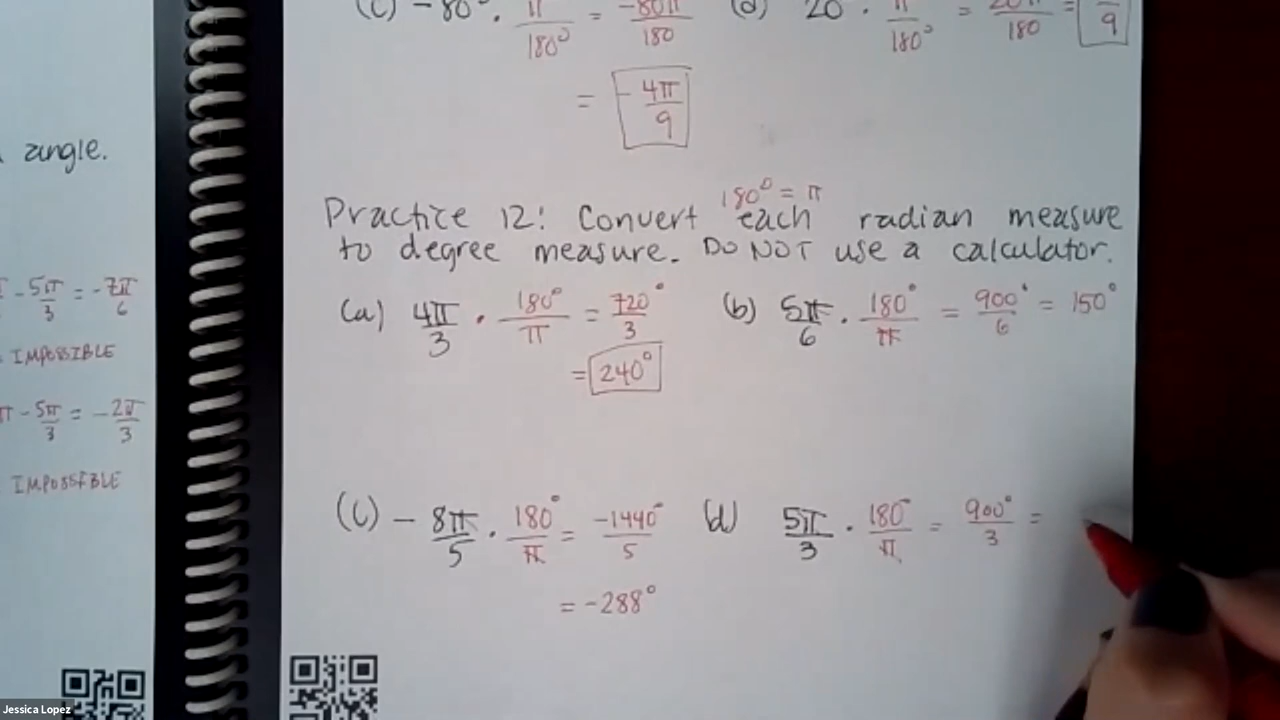 (c) -80° · π/180° = -80π/180 (d) 20 · π/180° = 20π/180 = π/9
= -4π/9
angle.
180° = π
Practice 12: Convert each radian measure
to degree measure. DO NOT use a calculator.
- 5π/3 = -7π/6
(a) 4π/3 · 180°/π = 720°/3 (b) 5π/6 · 180°/π = 900°/6 = 150°
IMPOSSIBLE
= 240°
π - 5π/3 = -2π/3
IMPOSSIBLE
(c) - 8π/5 · 180°/π = -1440°/5 (d) 5π/3 · 180°/π = 900°/3 =
= -288°
Jessica Lopez